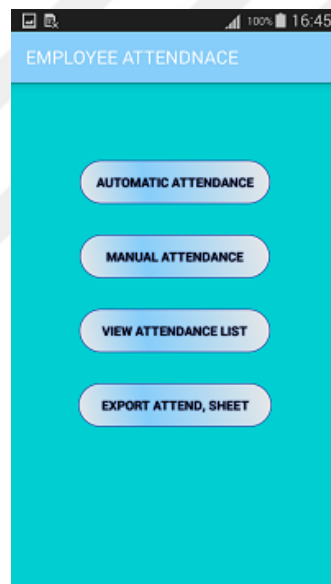 100% 16:45
EMPLOYEE ATTENDNACE
AUTOMATIC ATTENDANCE
MANUAL ATTENDANCE
VIEW ATTENDANCE LIST
EXPORT ATTEND, SHEET